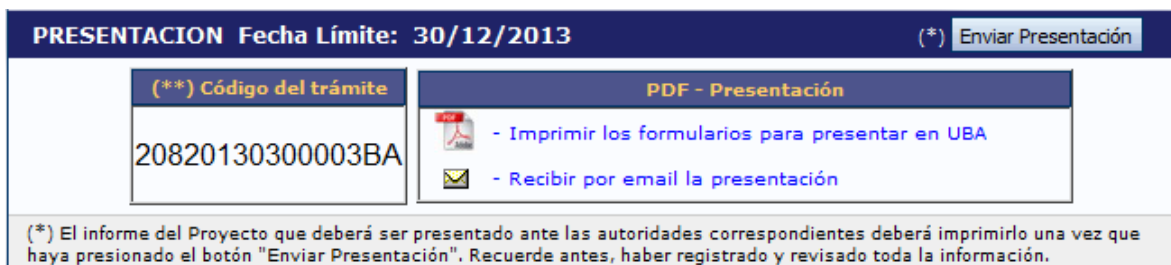 PRESENTACION Fecha Límite: 30/12/2013 (*) Enviar Presentación
(**) Código del trámite
PDF - Presentación
20820130300003BA
PDF
Adobe
- Imprimir los formularios para presentar en UBA
- Recibir por email la presentación
(*) El informe del Proyecto que deberá ser presentado ante las autoridades correspondientes deberá imprimirlo una vez que
haya presionado el botón "Enviar Presentación". Recuerde antes, haber registrado y revisado toda la información.